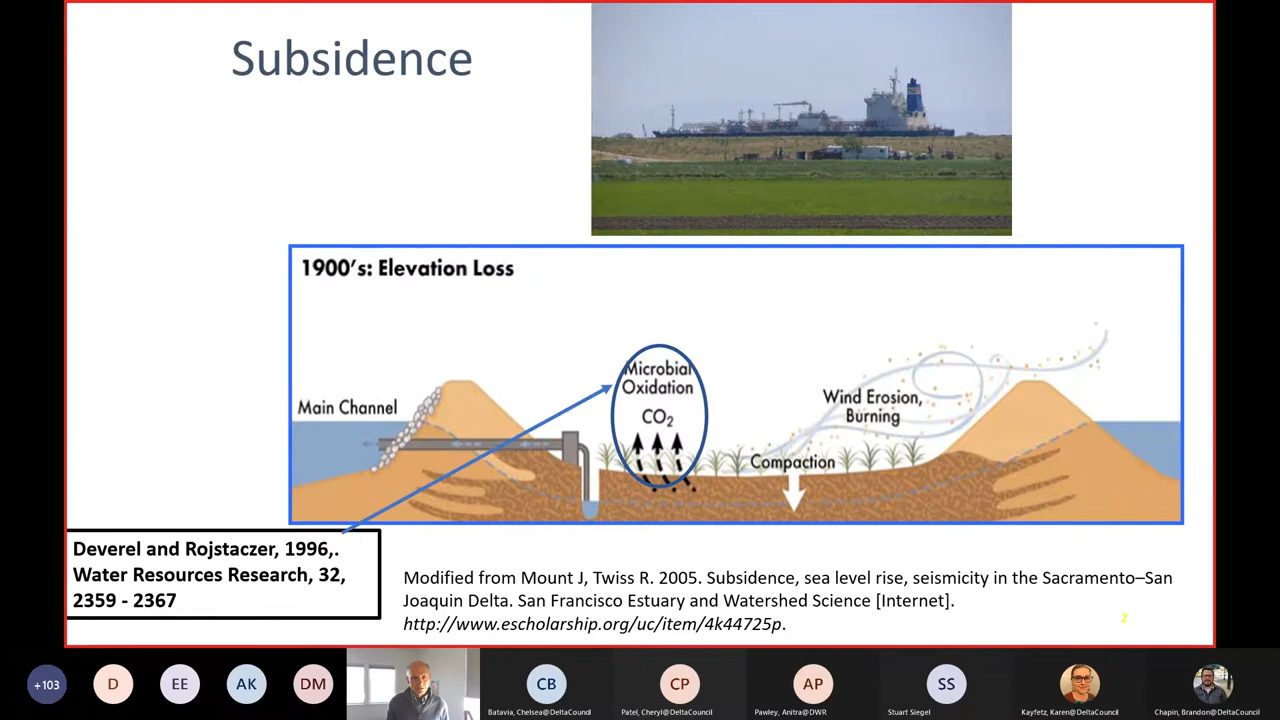 Subsidence
1900's: Elevation Loss
Main Channel
Microbial
Oxidation
CO₂
Wind Erosion,
Burning
Compaction
Deverel and Rojstaczer, 1996,.
Water Resources Research, 32,
2359 - 2367
Modified from Mount J, Twiss R. 2005. Subsidence, sea level rise, seismicity in the Sacramento–San
Joaquin Delta. San Francisco Estuary and Watershed Science [Internet].
http://www.escholarship.org/uc/item/4k44725p.
2
+103
D
EE
AK
DM
CB
CP
AP
SS
Batavia, Chelsea@DeltaCouncil
Patel, Cheryl@DeltaCouncil
Pawley, Anitra@DWR
Stuart Siegel
Kayfetz, Karen@DeltaCouncil
Chapin, Brandon@DeltaCouncil